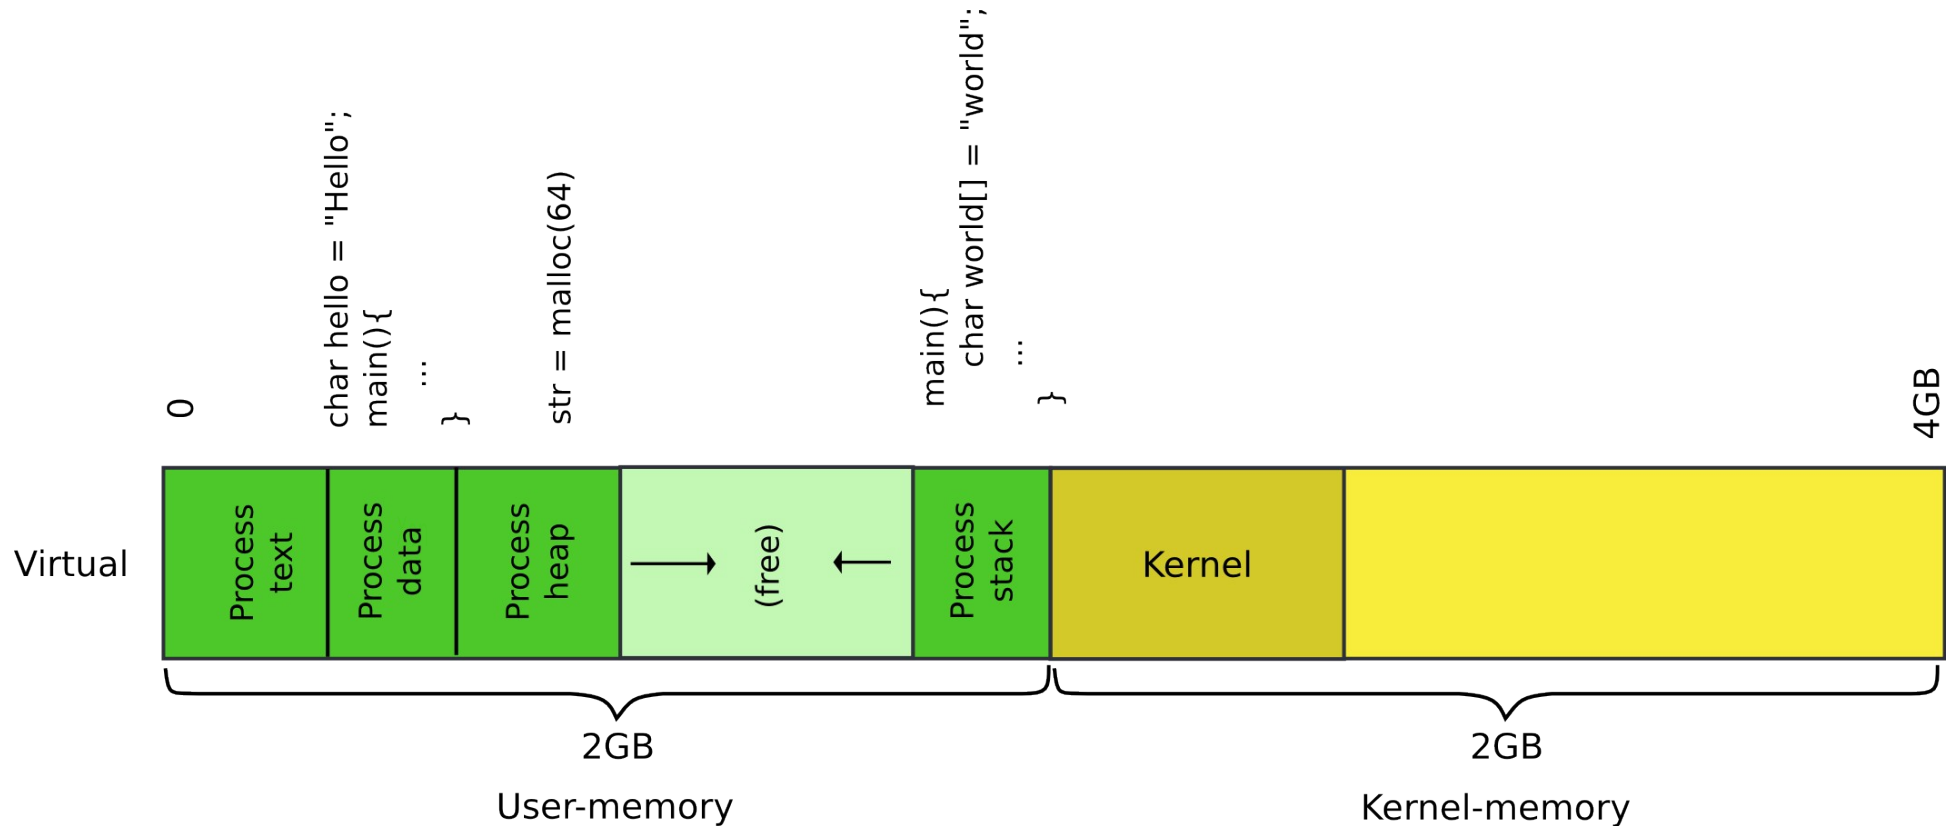 0
char hello = "Hello";
main(){
...
}
str = malloc(64)
main(){
char world[] = "world";
...
}
4GB
Virtual
Process
text
Process
data
Process
heap
(free)
Process
stack
Kernel
2GB
2GB
User-memory
Kernel-memory